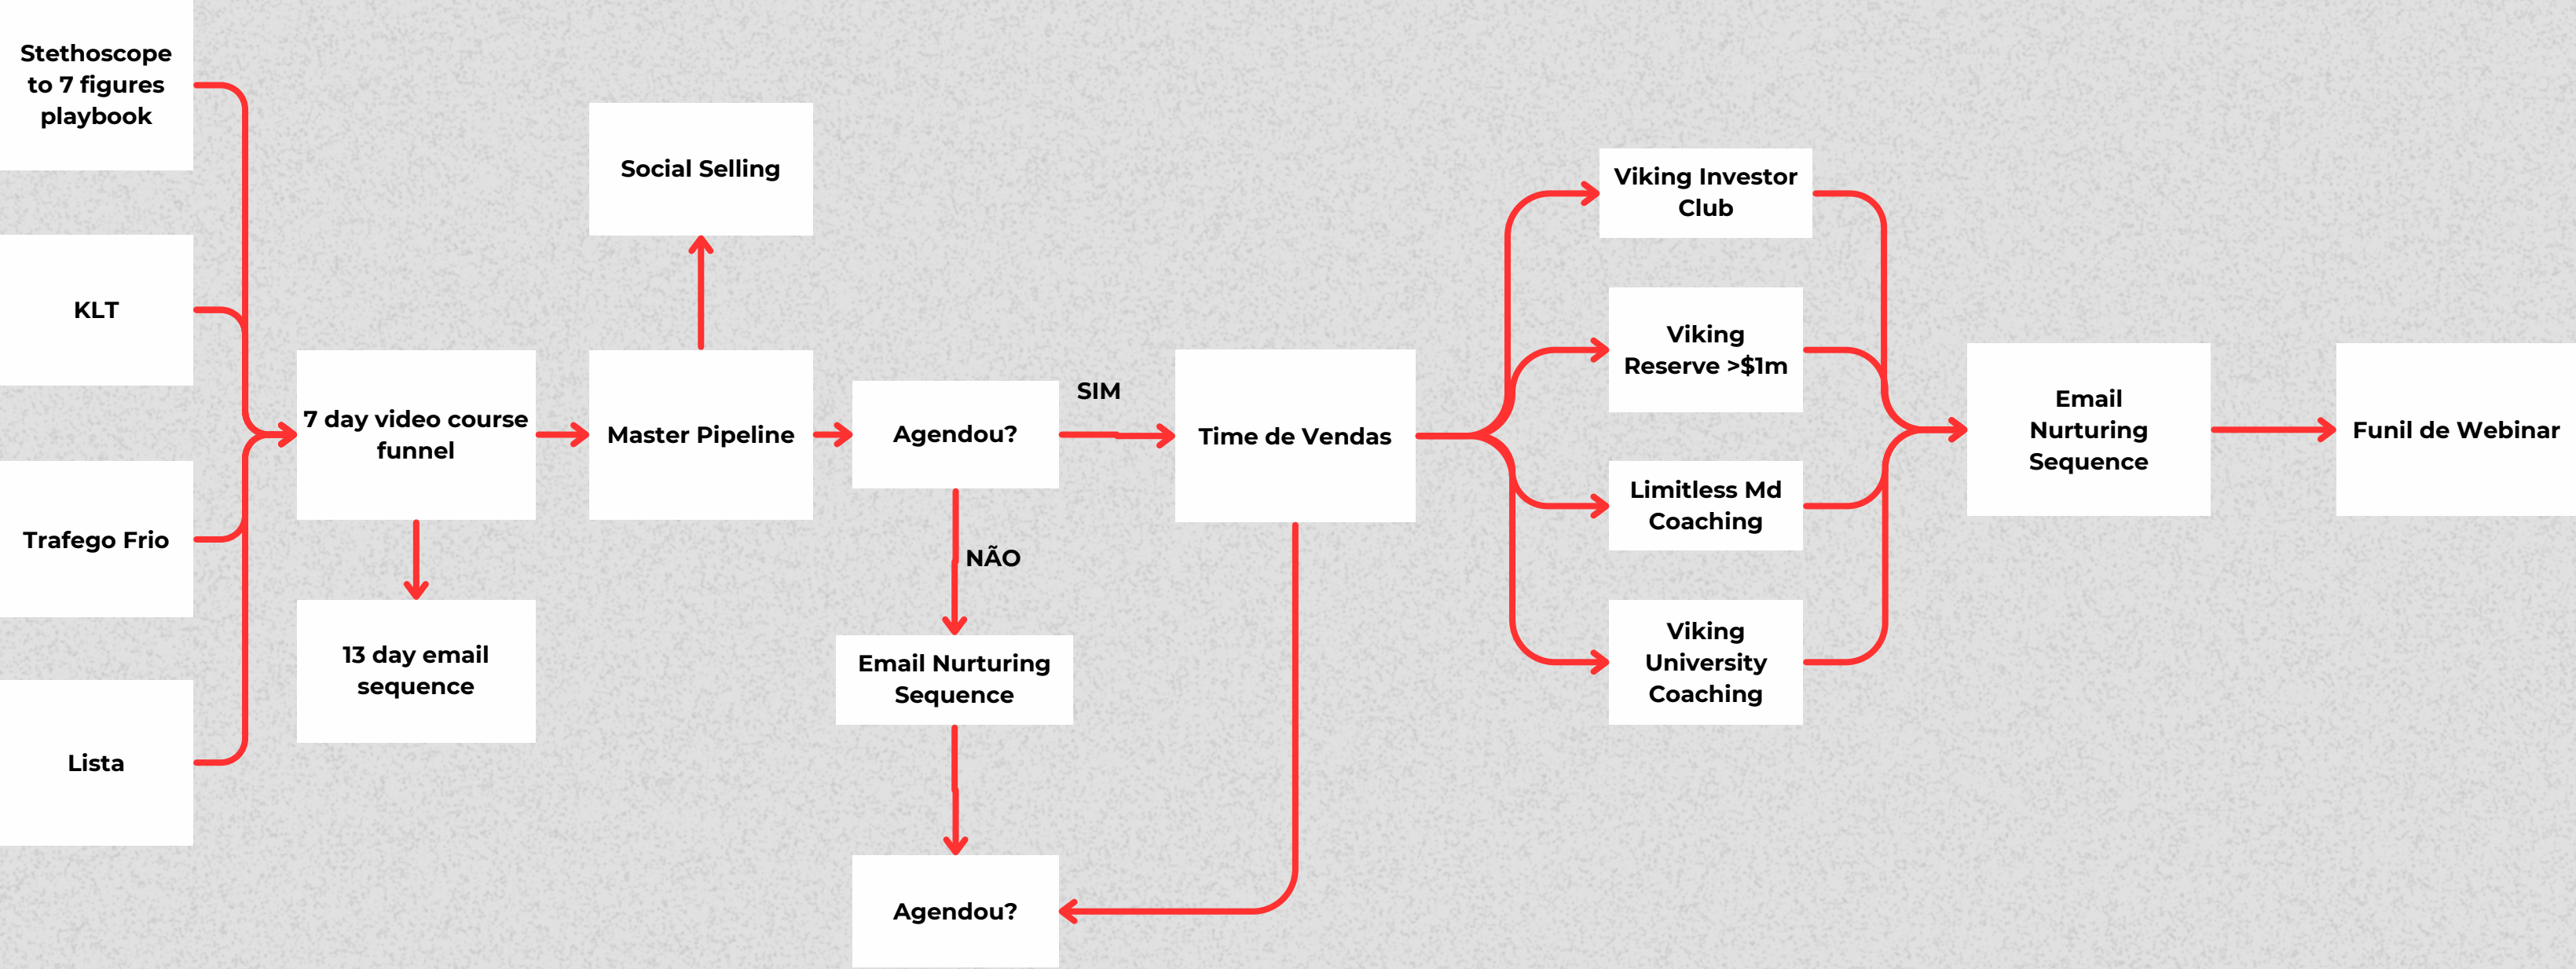 Stethoscope
to 7 figures
playbook
KLT
Trafego Frio
Lista
7 day video course
funnel
13 day email
sequence
Social Selling
Master Pipeline
Agendou?
SIM
NÃO
Email Nurturing
Sequence
Agendou?
Time de Vendas
Viking Investor
Club
Viking
Reserve >$1m
Limitless Md
Coaching
Viking
University
Coaching
Email
Nurturing
Sequence
Funil de Webinar